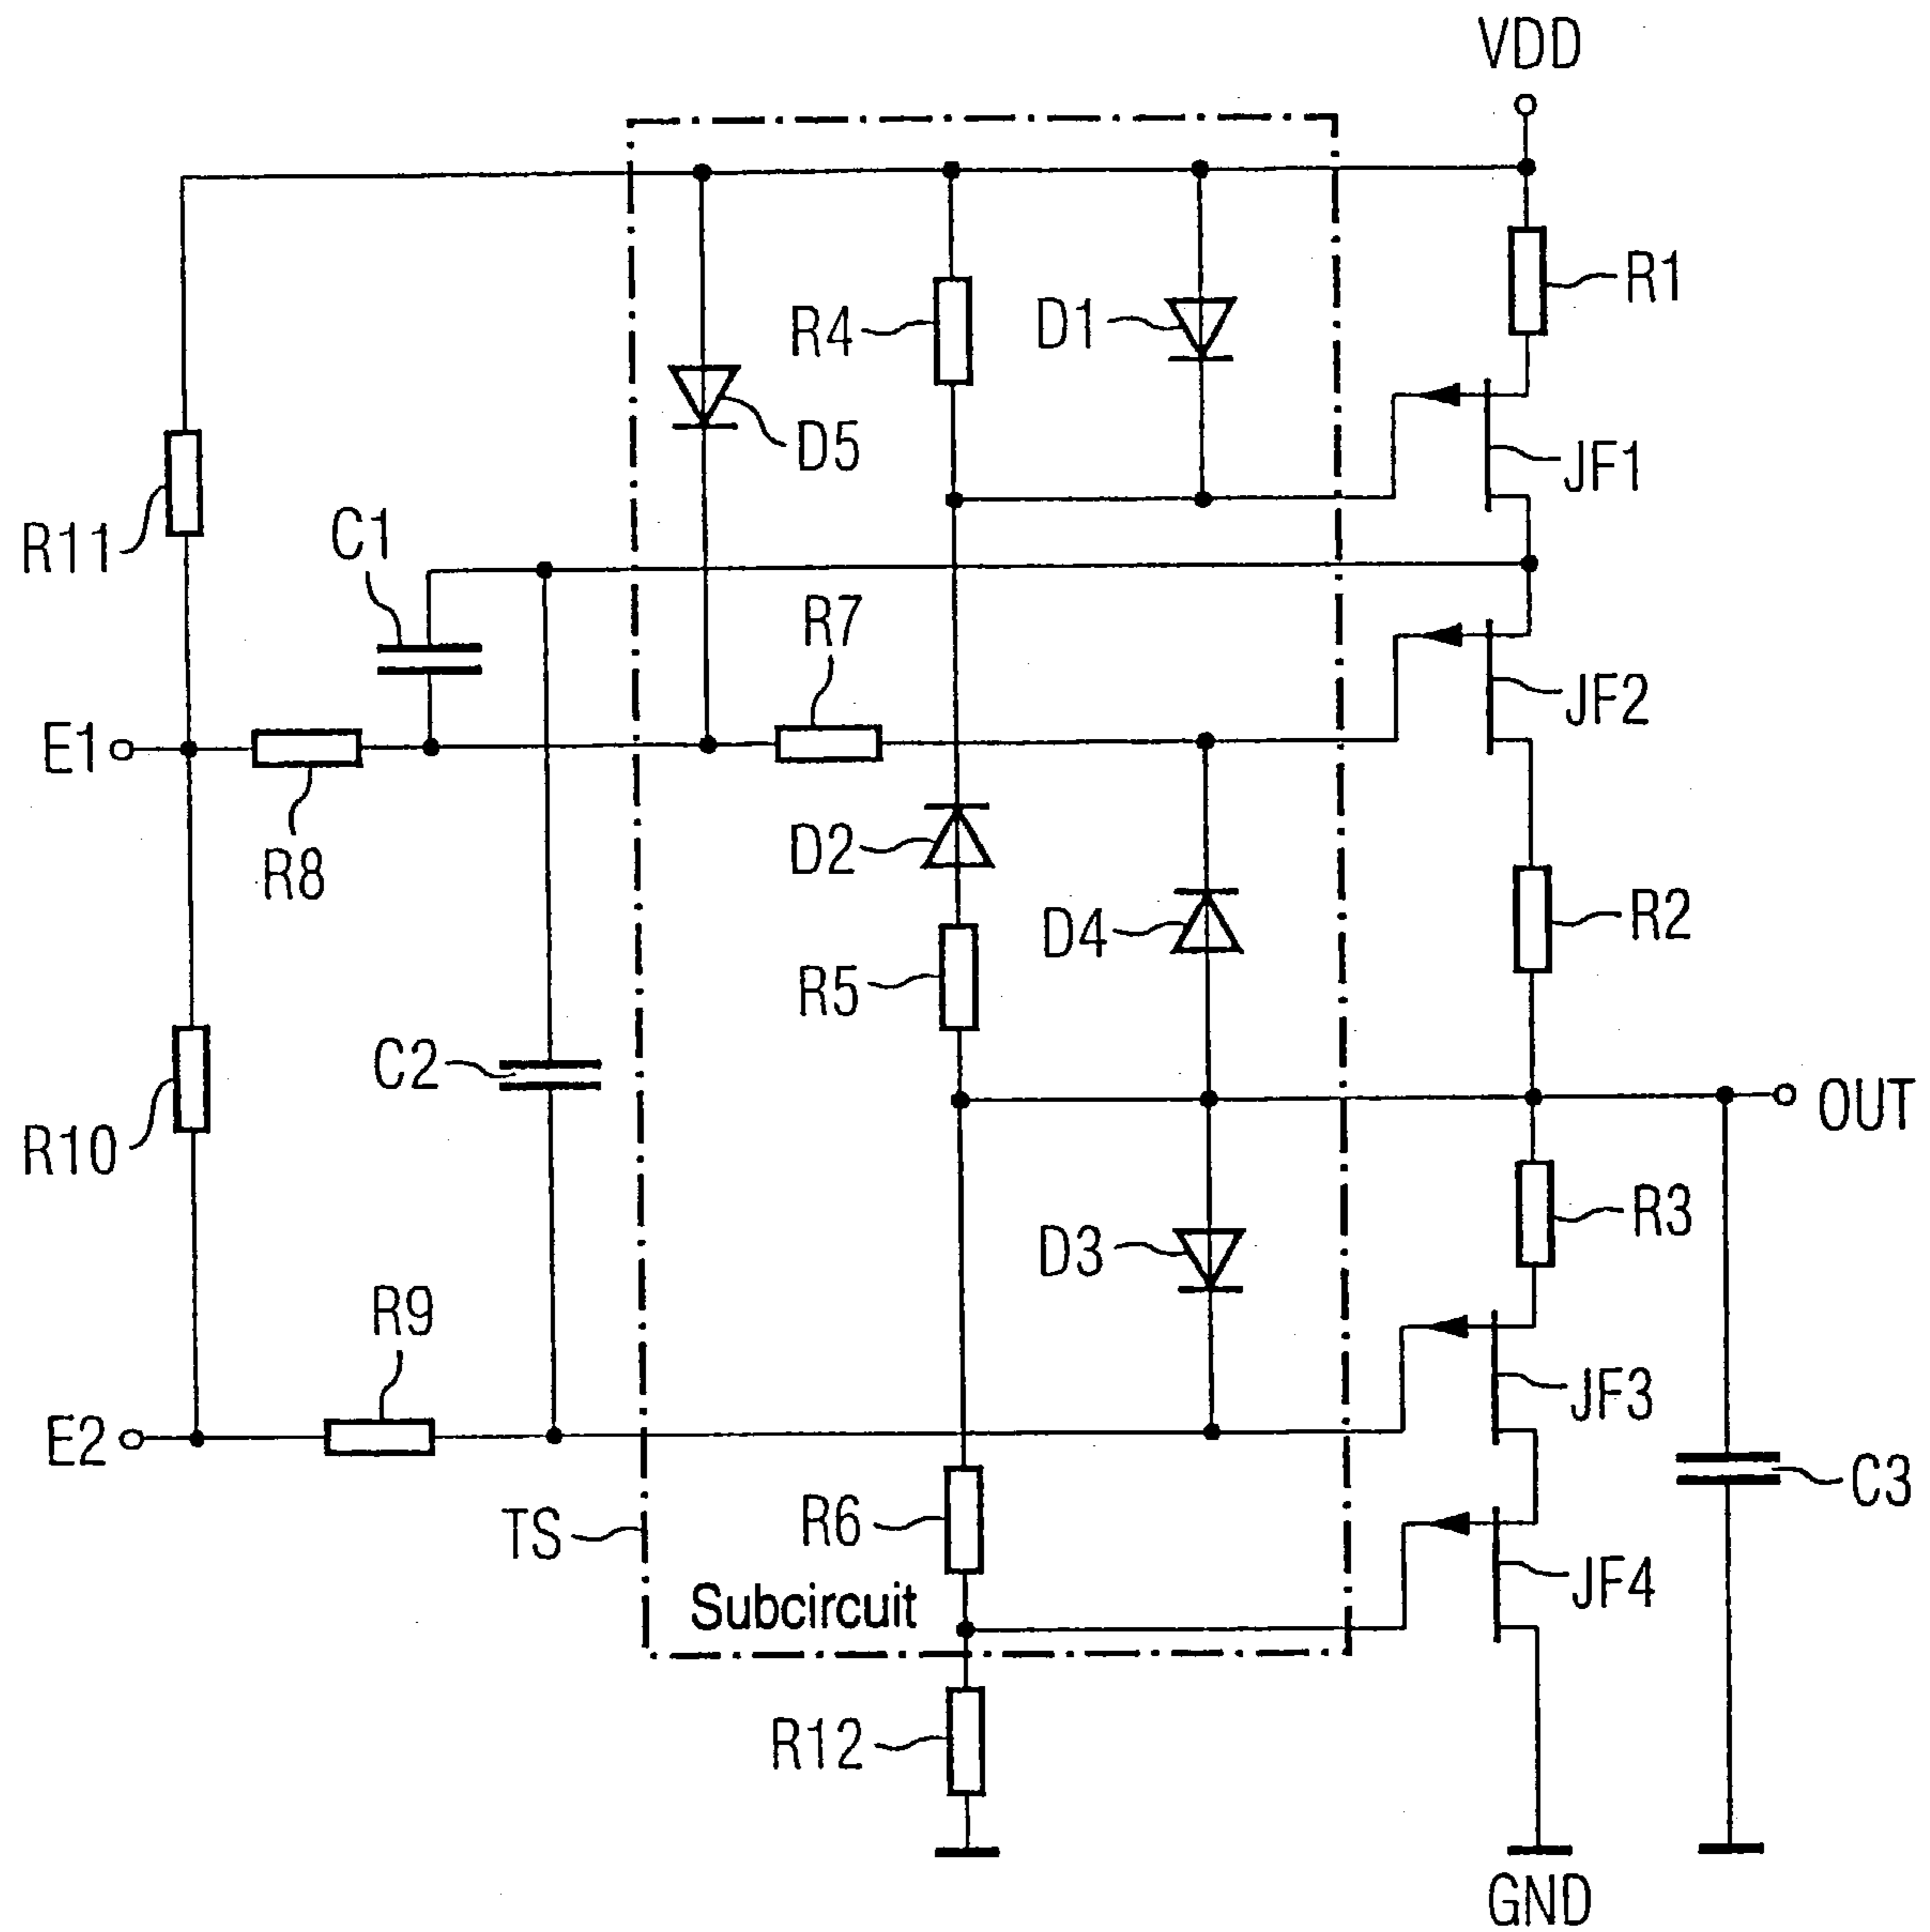 VDD
R1
R4
D1
D5
JF1
R11
C1
R7
JF2
E1
R8
D2
D4
R2
R5
C2
OUT
R10
R3
D3
R9
JF3
E2
C3
R6
TS
JF4
Subcircuit
R12
GND